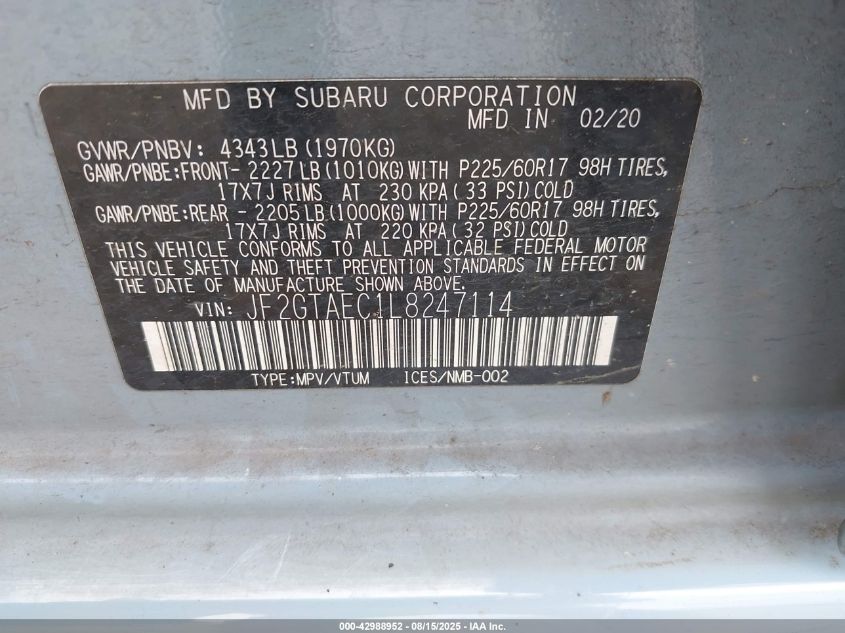 MFD BY SUBARU CORPORATION
MFD IN 02/20
GVWR/PNBV: 4343LB (1970KG)
GAWR/PNBE:FRONT- 2227LB (1010KG) WITH P225/60R17 98H TIRES,
17X7J RIMS AT 230 KPA( 33 PSI) COLD
GAWR/PNBE:REAR - 2205LB (1000KG) WITH P225/60R17 98H TIRES,
17X7J RIMS AT 220 KPA( 32 PSI) COLD
THIS VEHICLE CONFORMS TO ALL APPLICABLE FEDERAL MOTOR
VEHICLE SAFETY AND THEFT PREVENTION STANDARDS IN EFFECT ON
THE DATE OF MANUFACTURE SHOWN ABOVE.
VIN: JF2GTAEC1L8247114
TYPE:MPV/VTUM ICES/NMB-002
000-42988952 - 08/15/2025 - IAA Inc.